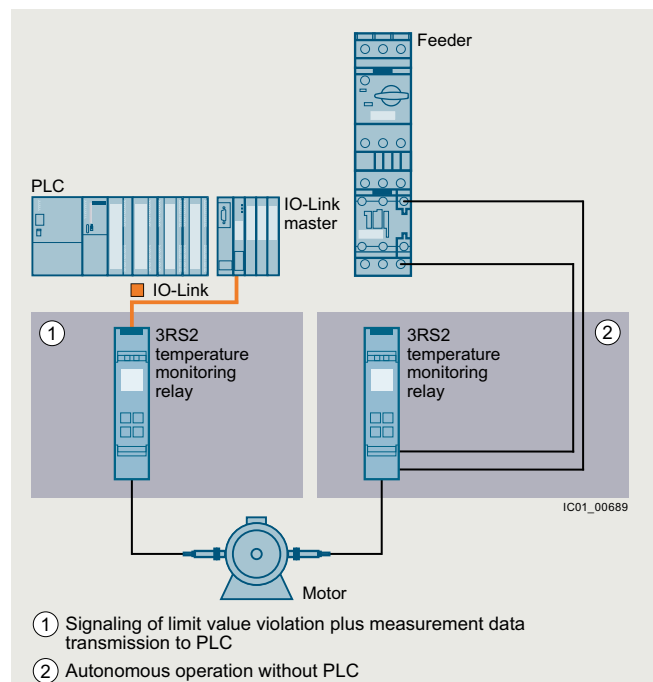 Feeder
PLC
IO-Link
master
IO-Link
1
3RS2
temperature
monitoring
relay
3RS2
temperature
monitoring
relay
2
IC01_00689
Motor
1 Signaling of limit value violation plus measurement data
transmission to PLC
2 Autonomous operation without PLC